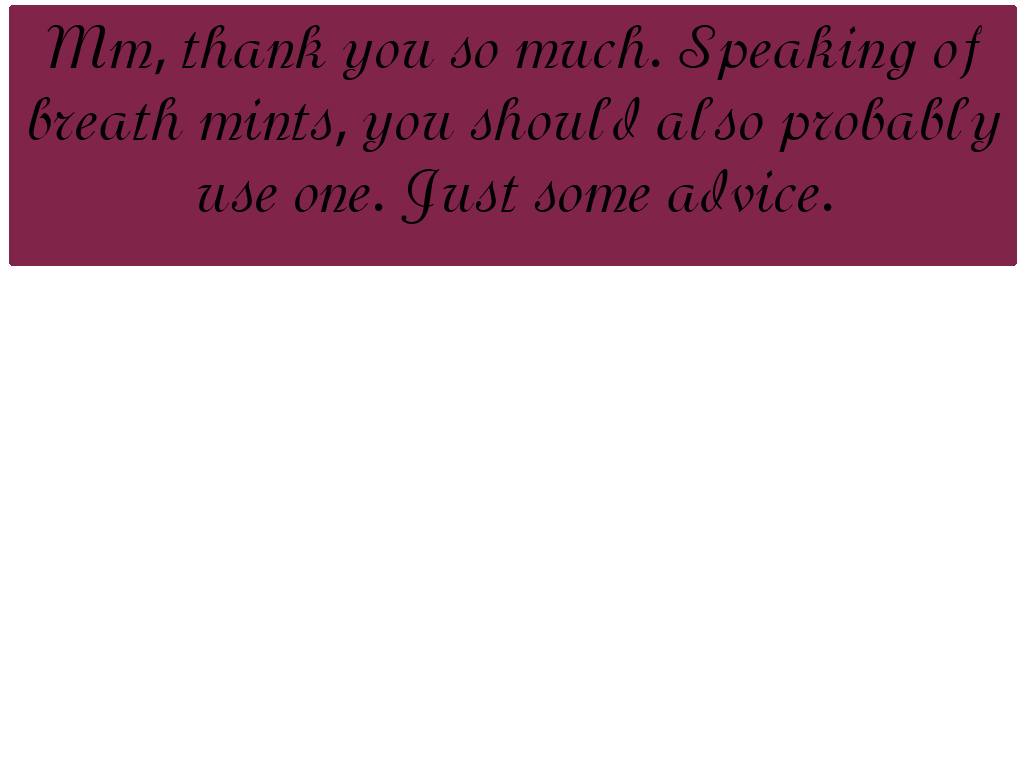 Mm, thank you so much. Speaking of
breath mints, you should also probably
use one. Just some advice.